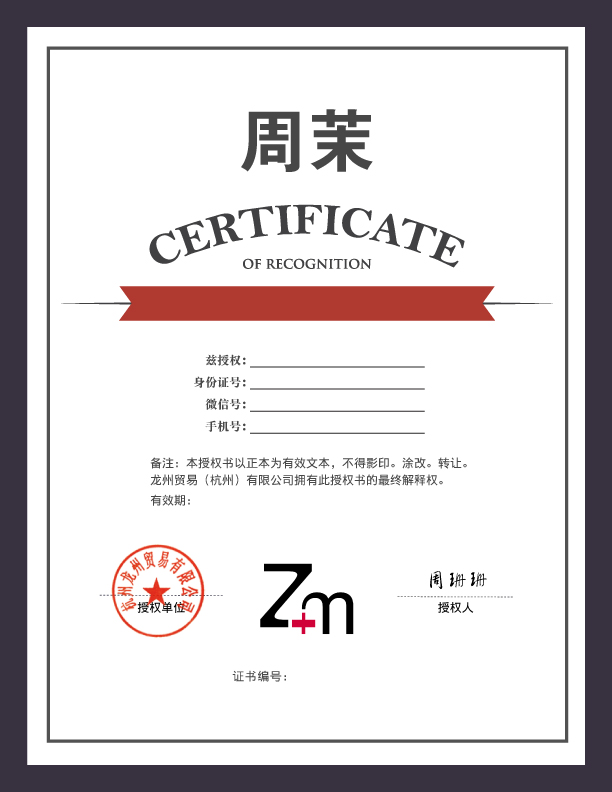 周茉
CERTIFICATE
OF RECOGNITION
兹授权：
身份证号：
微信号：
手机号：
备注：本授权书以正本为有效文本，不得影印。涂改。转让。
龙州贸易（杭州）有限公司拥有此授权书的最终解释权。
有效期：
杭州龙州贸易有限公司
授权单位
Z+m
周珊珊
授权人
证书编号：